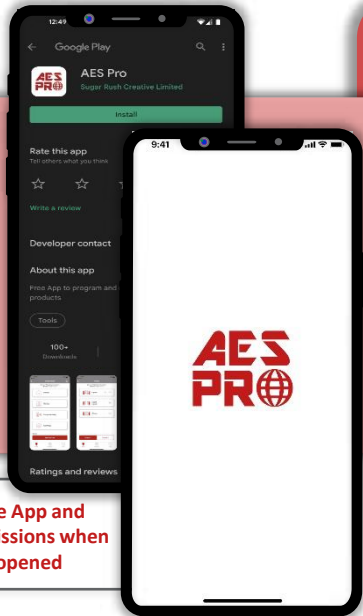 12:49
Google Play
AES PRO
AES Pro
Sugar Rush Creative Limited
Install
Rate this app
Tell others what you think
Write a review
Developer contact
About this app
Free App to program and
products
Tools
100+
Downloads
Ratings and reviews
9:41
AES
PRO
e App and
issions when
opened